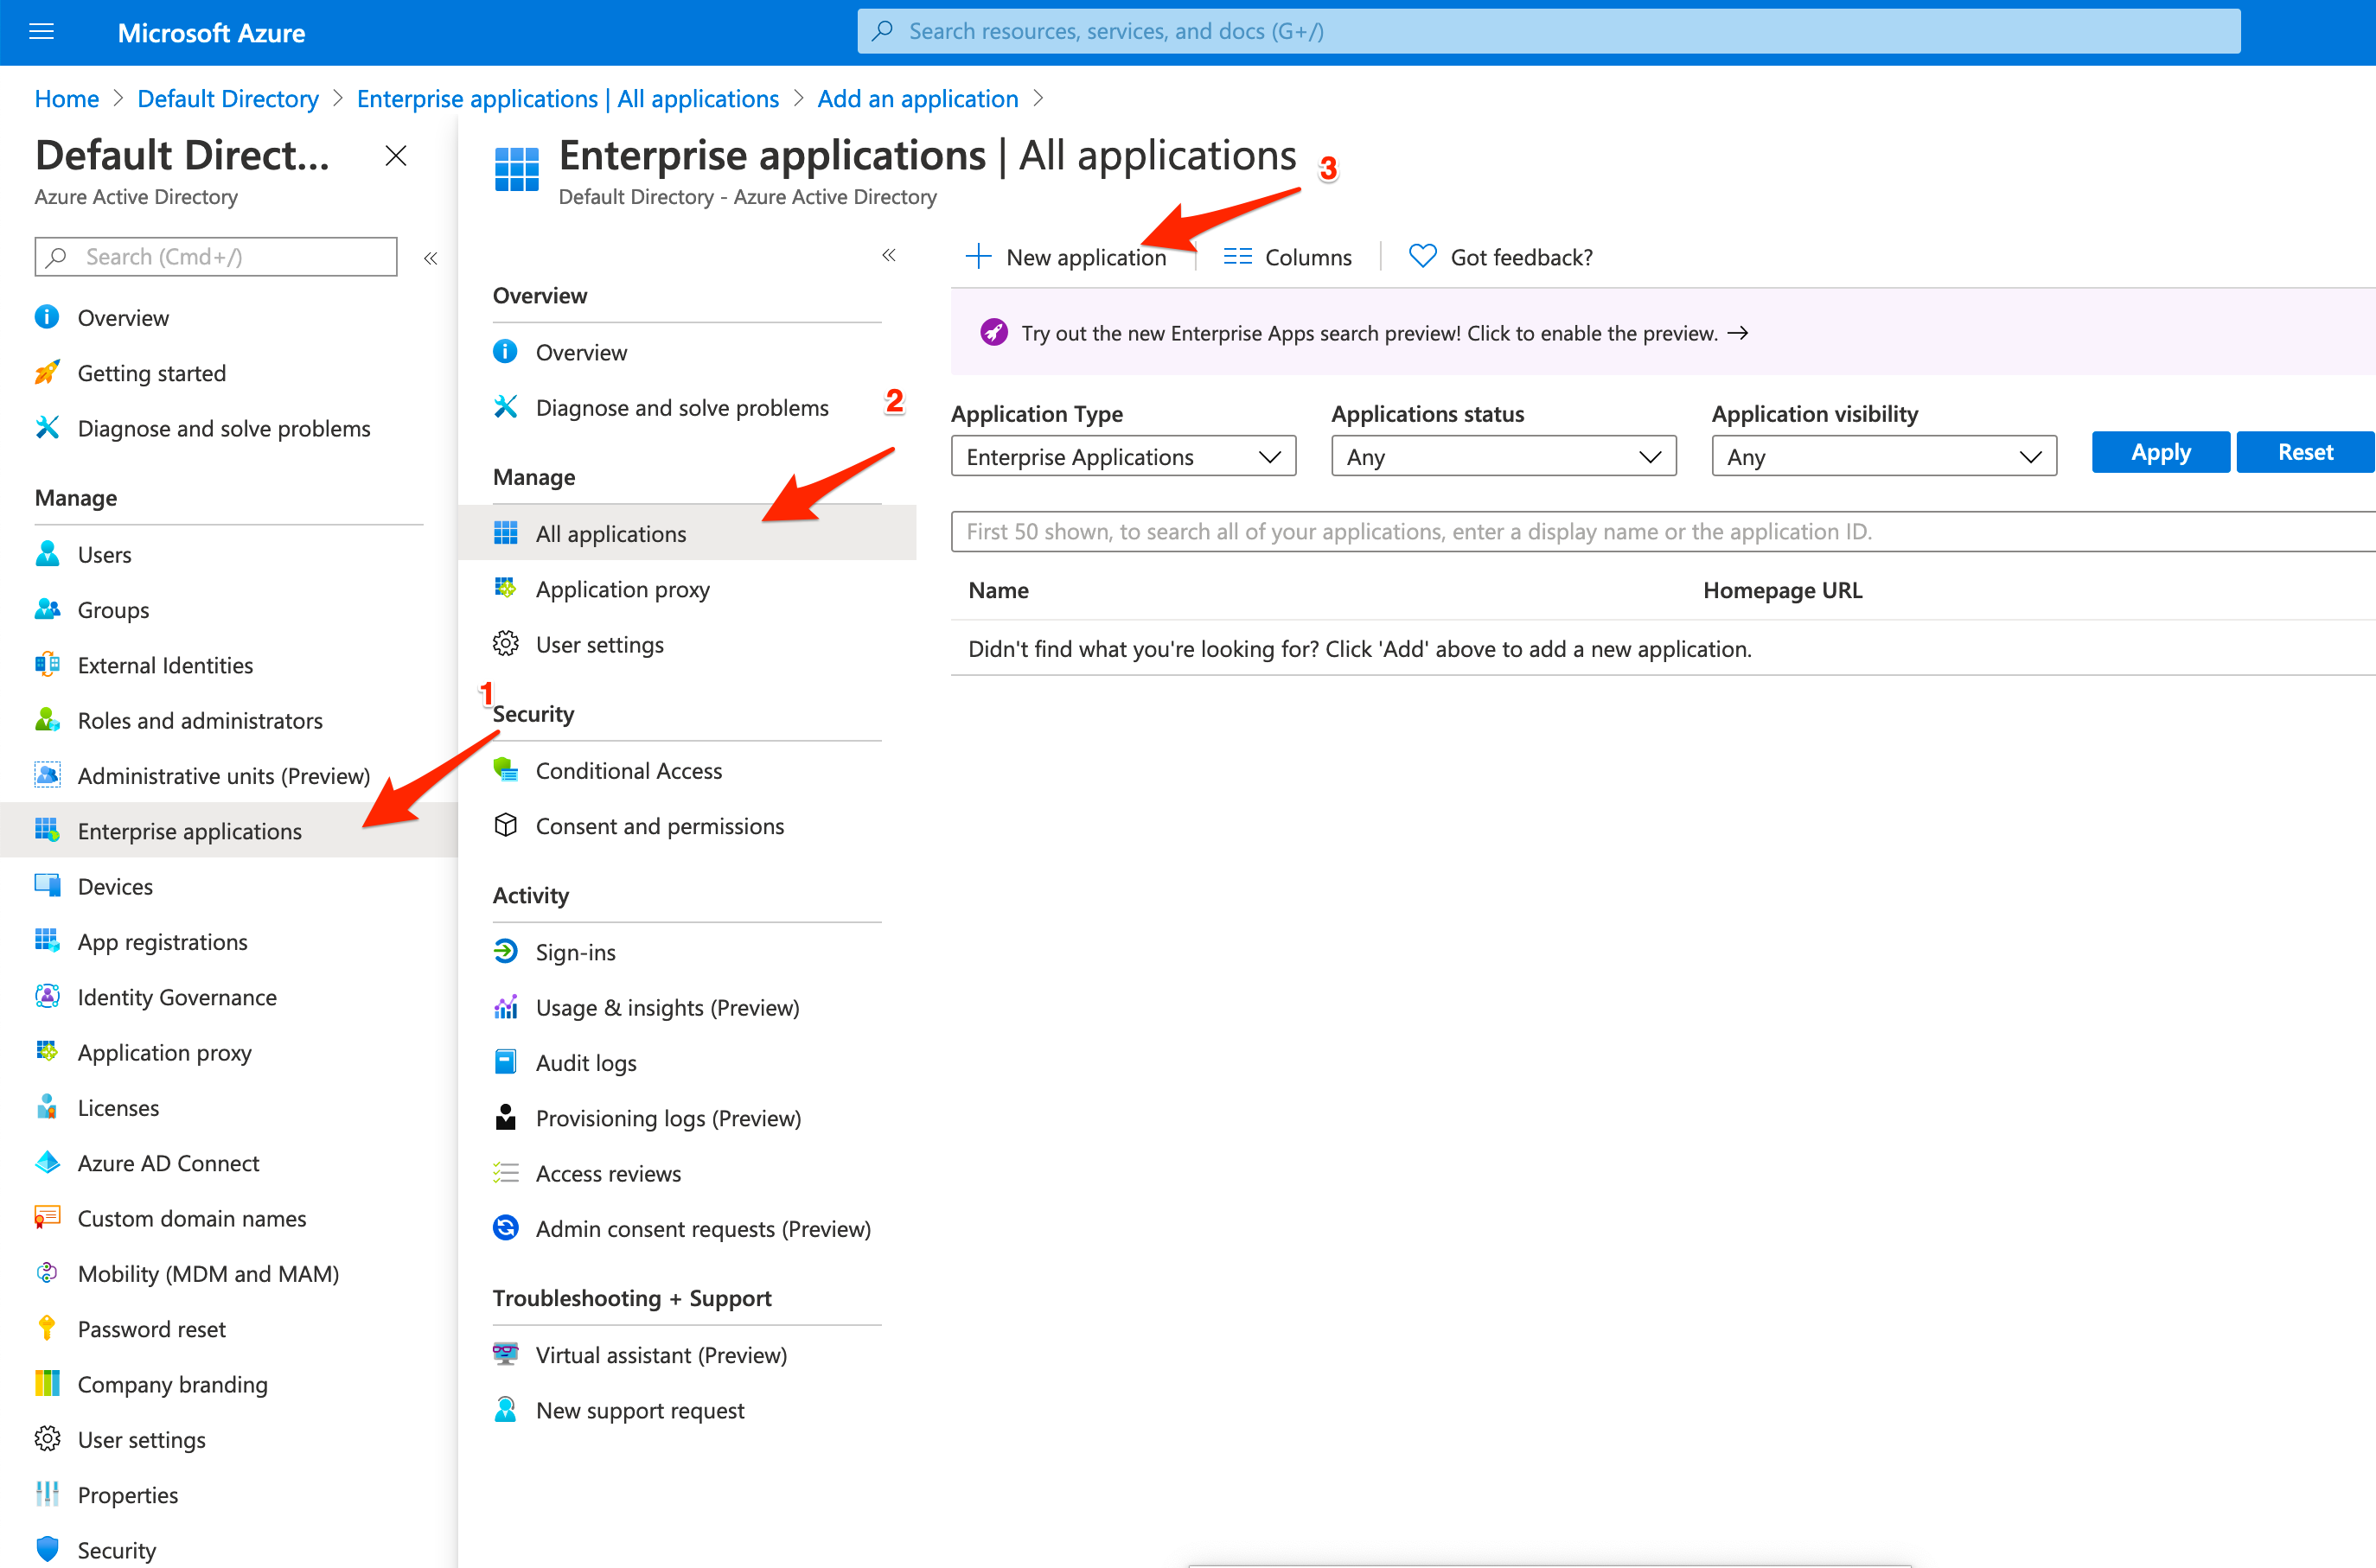 Microsoft Azure
Search resources, services, and docs (G+/)
Home > Default Directory > Enterprise applications | All applications > Add an application >
Default Direct...
Azure Active Directory
Search (Cmd+/)
Overview
Getting started
Diagnose and solve problems
Manage
Users
Groups
External Identities
Roles and administrators
Administrative units (Preview)
Enterprise applications
Devices
App registrations
Identity Governance
Application proxy
Licenses
Azure AD Connect
Custom domain names
Mobility (MDM and MAM)
Password reset
Company branding
User settings
Properties
Security
1
Enterprise applications | All applications
Default Directory - Azure Active Directory
Overview
Overview
Diagnose and solve problems
2
Manage
All applications
Application proxy
User settings
Security
Conditional Access
Consent and permissions
Activity
Sign-ins
Usage & insights (Preview)
Audit logs
Provisioning logs (Preview)
Access reviews
Admin consent requests (Preview)
Troubleshooting + Support
Virtual assistant (Preview)
New support request
3
New application
Columns
Got feedback?
Try out the new Enterprise Apps search preview! Click to enable the preview. →
Application Type
Enterprise Applications
Applications status
Any
Application visibility
Any
Apply
Reset
First 50 shown, to search all of your applications, enter a display name or the application ID.
Name
Homepage URL
Didn't find what you're looking for? Click 'Add' above to add a new application.